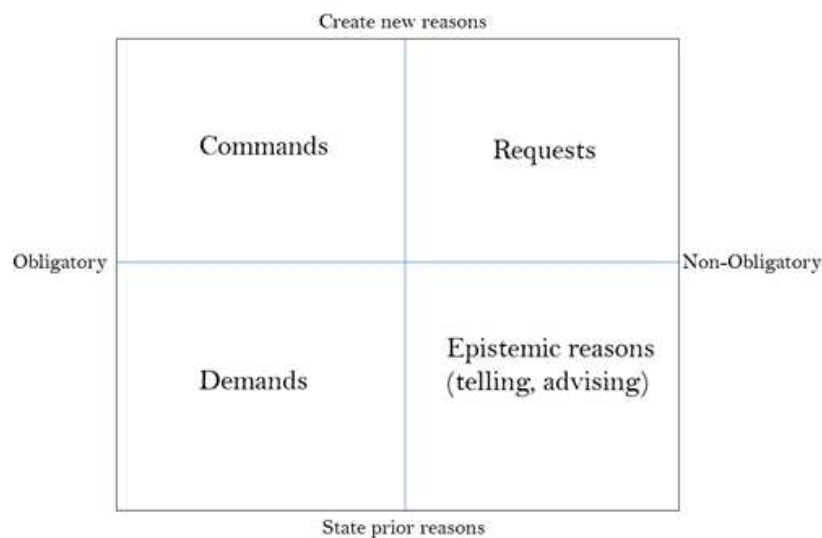 Create new reasons
Commands
Requests
Obligatory
Non-Obligatory
Demands
Epistemic reasons
(telling, advising)
State prior reasons